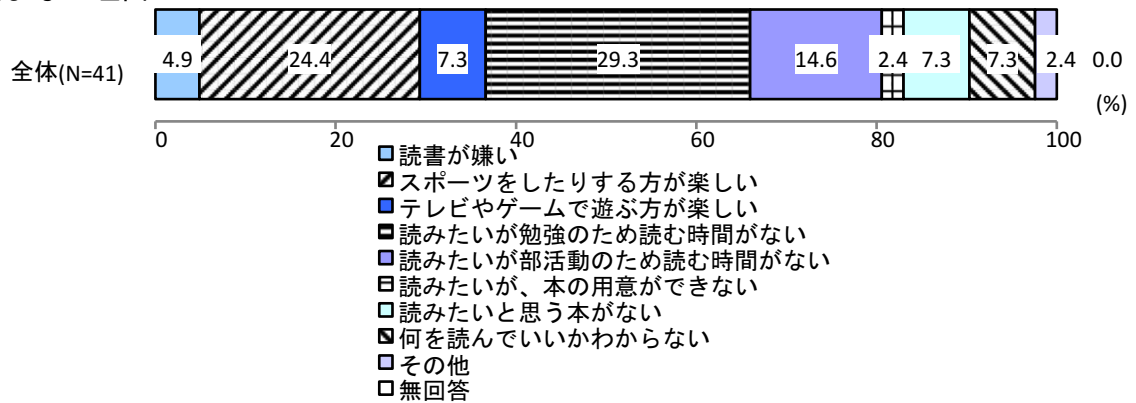 4.9 24.4 7.3 29.3 14.6 2.4 7.3 7.3 2.4 0.0
全体(N=41)
(%)
0 20 40 60 80 100
読書が嫌い
スポーツをしたりする方が楽しい
テレビやゲームで遊ぶ方が楽しい
読みたいが勉強のため読む時間がない
読みたいが部活動のため読む時間がない
読みたいが、本の用意ができない
読みたいと思う本がない
何を読んでいいかわからない
その他
無回答